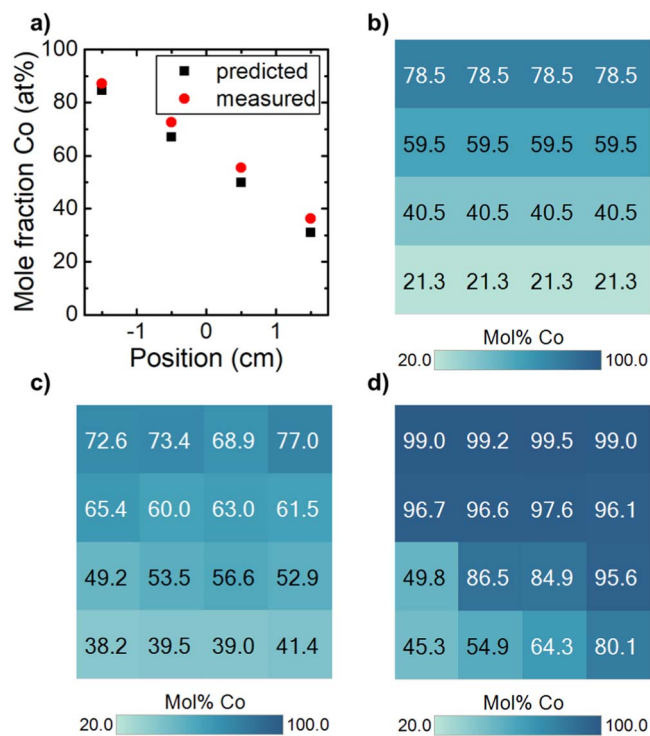 a)
100
80
60
40
20
0
Mole fraction Co (at%)
predicted
measured
-1 0 1
Position (cm)
b)
78.5 78.5 78.5 78.5
59.5 59.5 59.5 59.5
40.5 40.5 40.5 40.5
21.3 21.3 21.3 21.3
Mol% Co
20.0 100.0
c)
72.6 73.4 68.9 77.0
65.4 60.0 63.0 61.5
49.2 53.5 56.6 52.9
38.2 39.5 39.0 41.4
Mol% Co
20.0 100.0
d)
99.0 99.2 99.5 99.0
96.7 96.6 97.6 96.1
49.8 86.5 84.9 95.6
45.3 54.9 64.3 80.1
Mol% Co
20.0 100.0